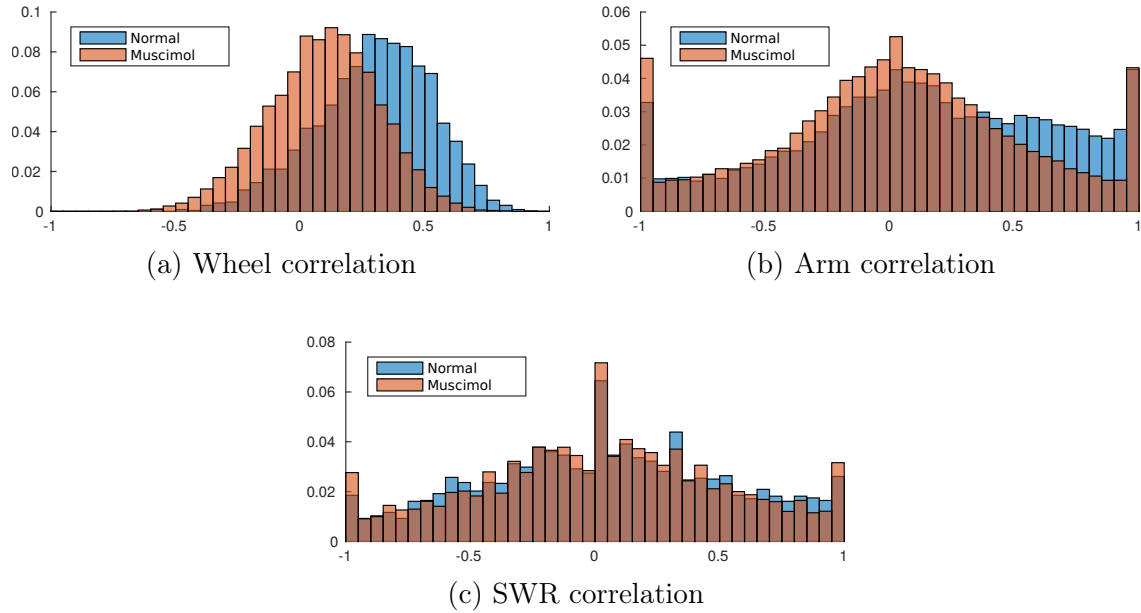 0.1
0.08
0.06
0.04
0.02
0
-1 -0.5 0 0.5 1
Normal
Muscimol
(a) Wheel correlation
0.06
0.05
0.04
0.03
0.02
0.01
0
-1 -0.5 0 0.5 1
Normal
Muscimol
(b) Arm correlation
0.08
0.06
0.04
0.02
0
-1 -0.5 0 0.5 1
Normal
Muscimol
(c) SWR correlation